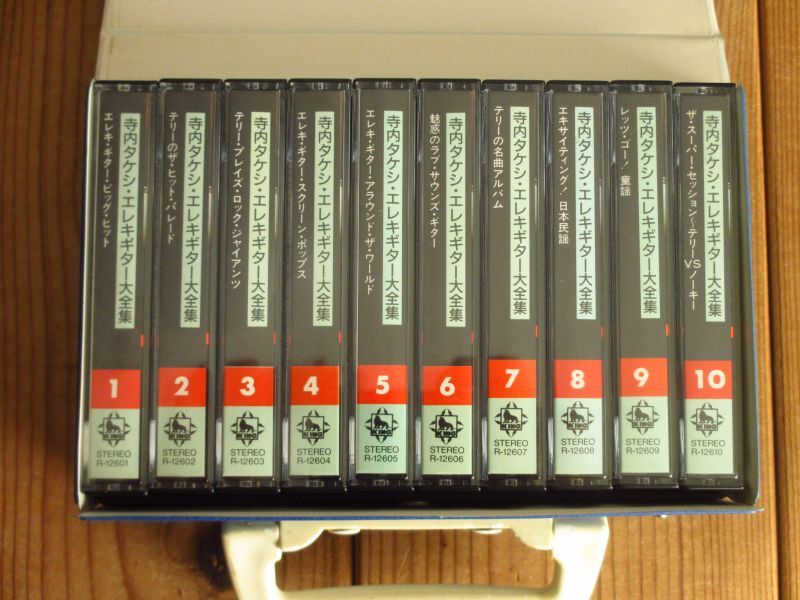 寺内タケシ・エレキギター大全集
エレキ・ギター・ビッグ・ヒット
1
KING
STEREO
R-12601
寺内タケシ・エレキギター大全集
テリーのザ・ヒット・パレード
2
KING
STEREO
R-12602
寺内タケシ・エレキギター大全集
テリー・プレイズ・ロック・ジャイアンツ
3
KING
STEREO
R-12603
寺内タケシ・エレキギター大全集
エレキ・ギター・スクリーン・ポップス
4
KING
STEREO
R-12604
寺内タケシ・エレキギター大全集
エレキ・ギター・アラウンド・ザ・ワールド
5
KING
STEREO
R-12605
寺内タケシ・エレキギター大全集
魅惑のラブ・サウンズ・ギター
6
KING
STEREO
R-12606
寺内タケシ・エレキギター大全集
テリーの名曲アルバム
7
KING
STEREO
R-12607
寺内タケシ・エレキギター大全集
エキサイティング!日本民謡
8
KING
STEREO
R-12608
寺内タケシ・エレキギター大全集
レッツ・ゴー!童謡
9
KING
STEREO
R-12609
寺内タケシ・エレキギター大全集
ザ・スーパー・セッション〜テリーVSノーキー
10
KING
STEREO
R-12610